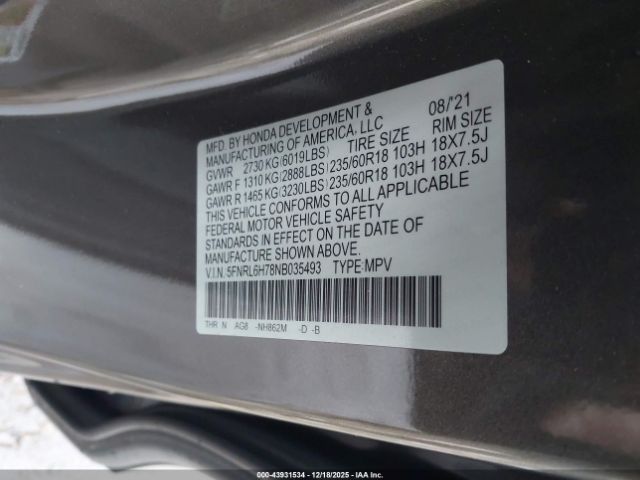 MFD. BY HONDA DEVELOPMENT & 08/'21
MANUFACTURING OF AMERICA, LLC
TIRE SIZE RIM SIZE
GVWR 2730 KG (6019LBS)
GAWR F 1310 KG (2888LBS) 235/60R18 103H 18X7.5J
GAWR R 1465 KG (3230LBS) 235/60R18 103H 18X7.5J
THIS VEHICLE CONFORMS TO ALL APPLICABLE
FEDERAL MOTOR VEHICLE SAFETY
STANDARDS IN EFFECT ON THE DATE OF
MANUFACTURE SHOWN ABOVE.
V.I.N. 5FNRL6H78NB035493 TYPE:MPV
THR N AG8 -NH862M -D -B
000-43931534 - 12/18/2025 - IAA Inc.